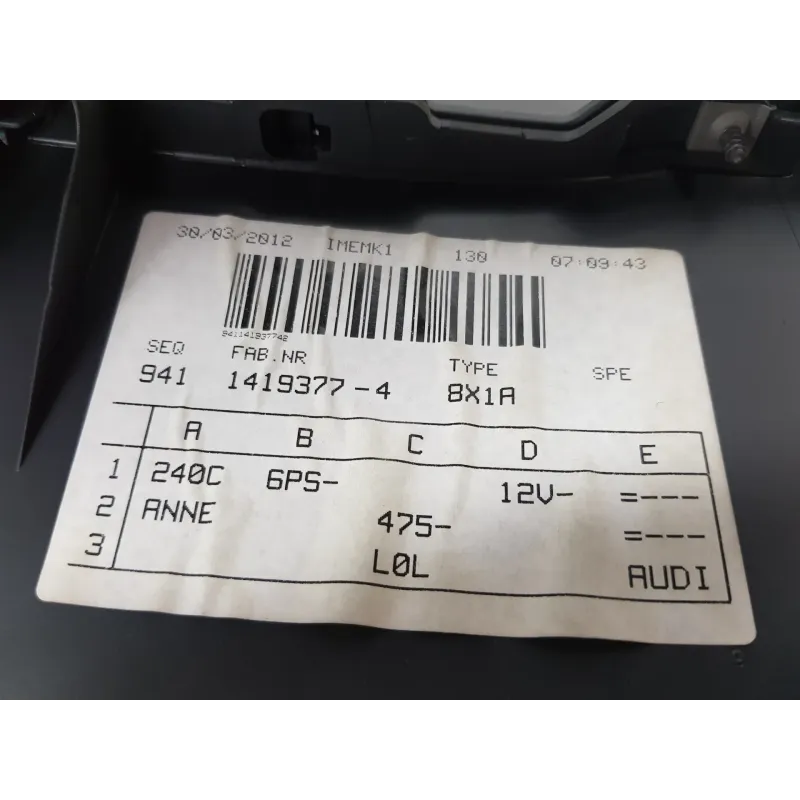 30/03/2012 IMEMK1 130 07:09:43
941141937742
SEQ FAB.NR TYPE SPE
941 1419377-4 8X1A
A B C D E
1 240C 6PS- 12V- =---
2 ANNE 475- =---
3 LØL AUDI